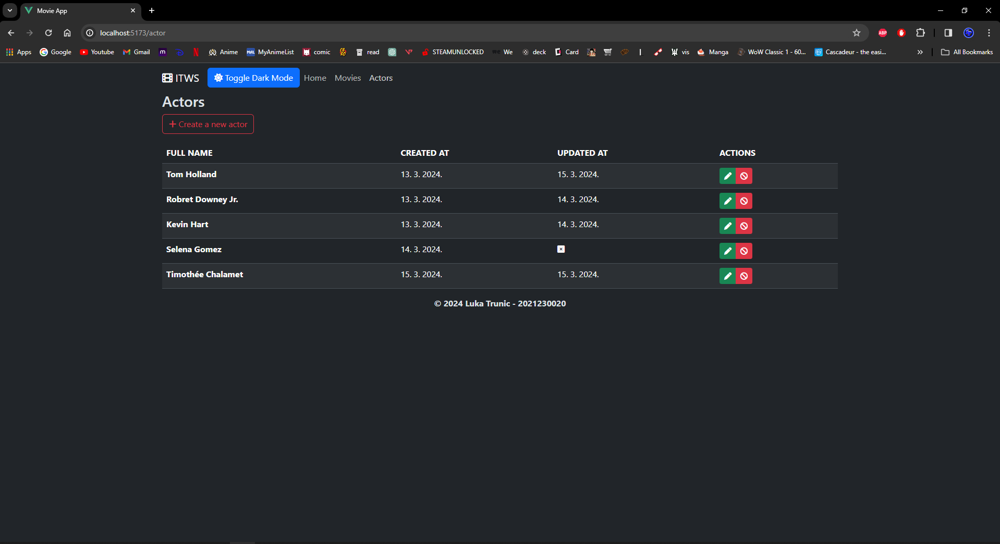 Movie App
localhost:5173/actor
ABP
Apps Google Youtube Gmail m N Anime MAL MyAnimeList comic read VP STEAMUNLOCKED We deck Card L vis Manga WoW Classic 1 - 60... Cascadeur - the easi... » All Bookmarks
ITWS Toggle Dark Mode Home Movies Actors
Actors
+ Create a new actor
FULL NAME CREATED AT UPDATED AT ACTIONS
Tom Holland 13. 3. 2024. 15. 3. 2024.
Robret Downey Jr. 13. 3. 2024. 14. 3. 2024.
Kevin Hart 13. 3. 2024. 14. 3. 2024.
Selena Gomez 14. 3. 2024.
Timothée Chalamet 15. 3. 2024. 15. 3. 2024.
© 2024 Luka Trunic - 2021230020